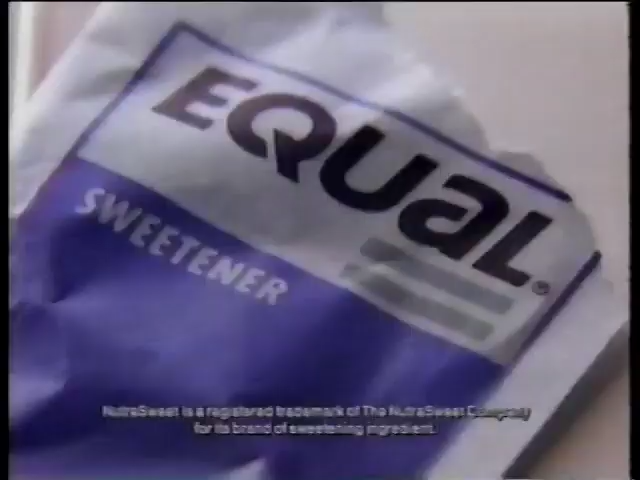 EQUaL®
SWEETENER
NutraSweet is a registered trademark of The NutraSweet Company
for its brand of sweetening ingredient.